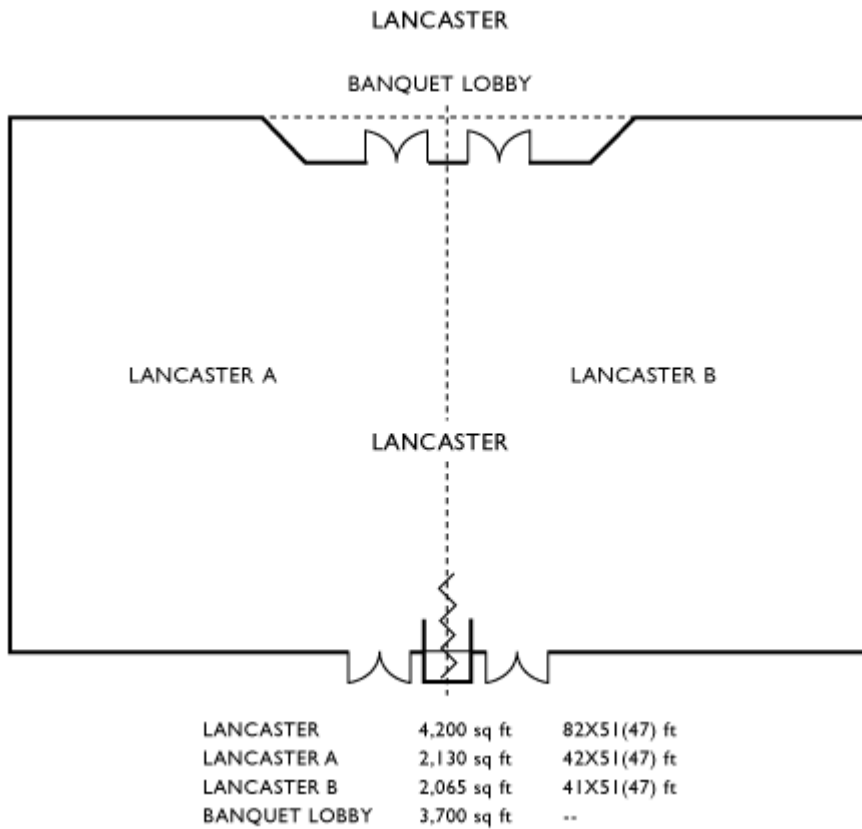 LANCASTER
BANQUET LOBBY
LANCASTER A LANCASTER B
LANCASTER
LANCASTER 4,200 sq ft 82X51(47) ft
LANCASTER A 2,130 sq ft 42X51(47) ft
LANCASTER B 2,065 sq ft 41X51(47) ft
BANQUET LOBBY 3,700 sq ft --